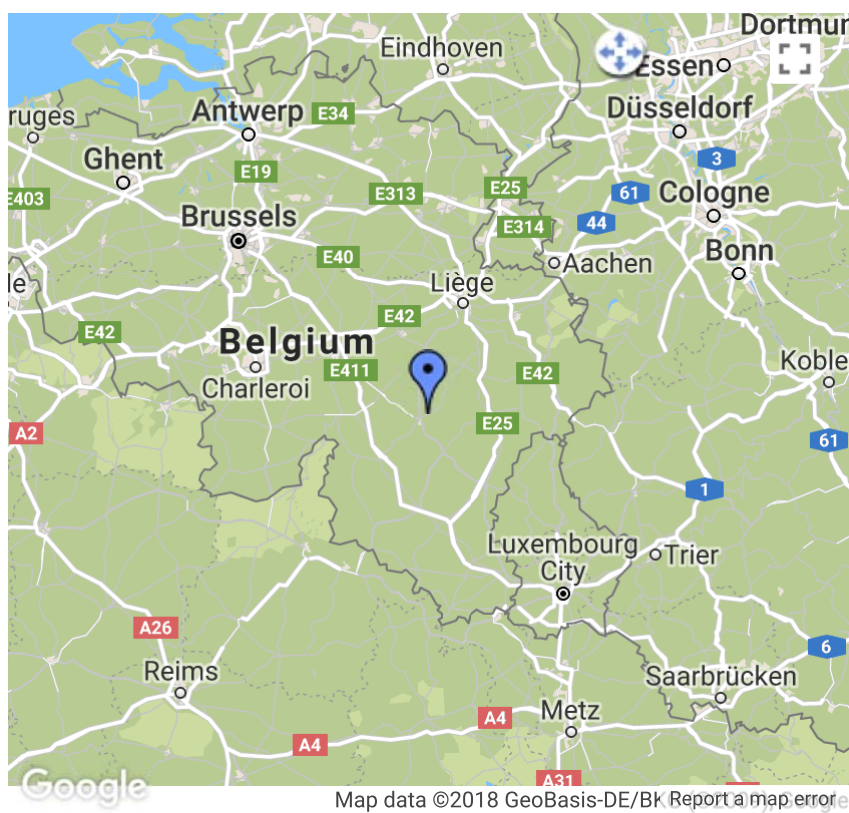 Dortmur
Eindhoven
Essen
ruges
Antwerp
E34
Düsseldorf
Ghent
E19
3
E403
E313
E25
61
Cologne
Brussels
E314
44
E40
Aachen
Bonn
le
Liège
E42
E42
Belgium
E411
E42
Koble
Charleroi
A2
E25
61
1
Luxembourg
City
Trier
A26
6
Reims
Saarbrücken
A4
Metz
A4
A31
Google
Map data ©2018 GeoBasis-DE/BK Report a map error